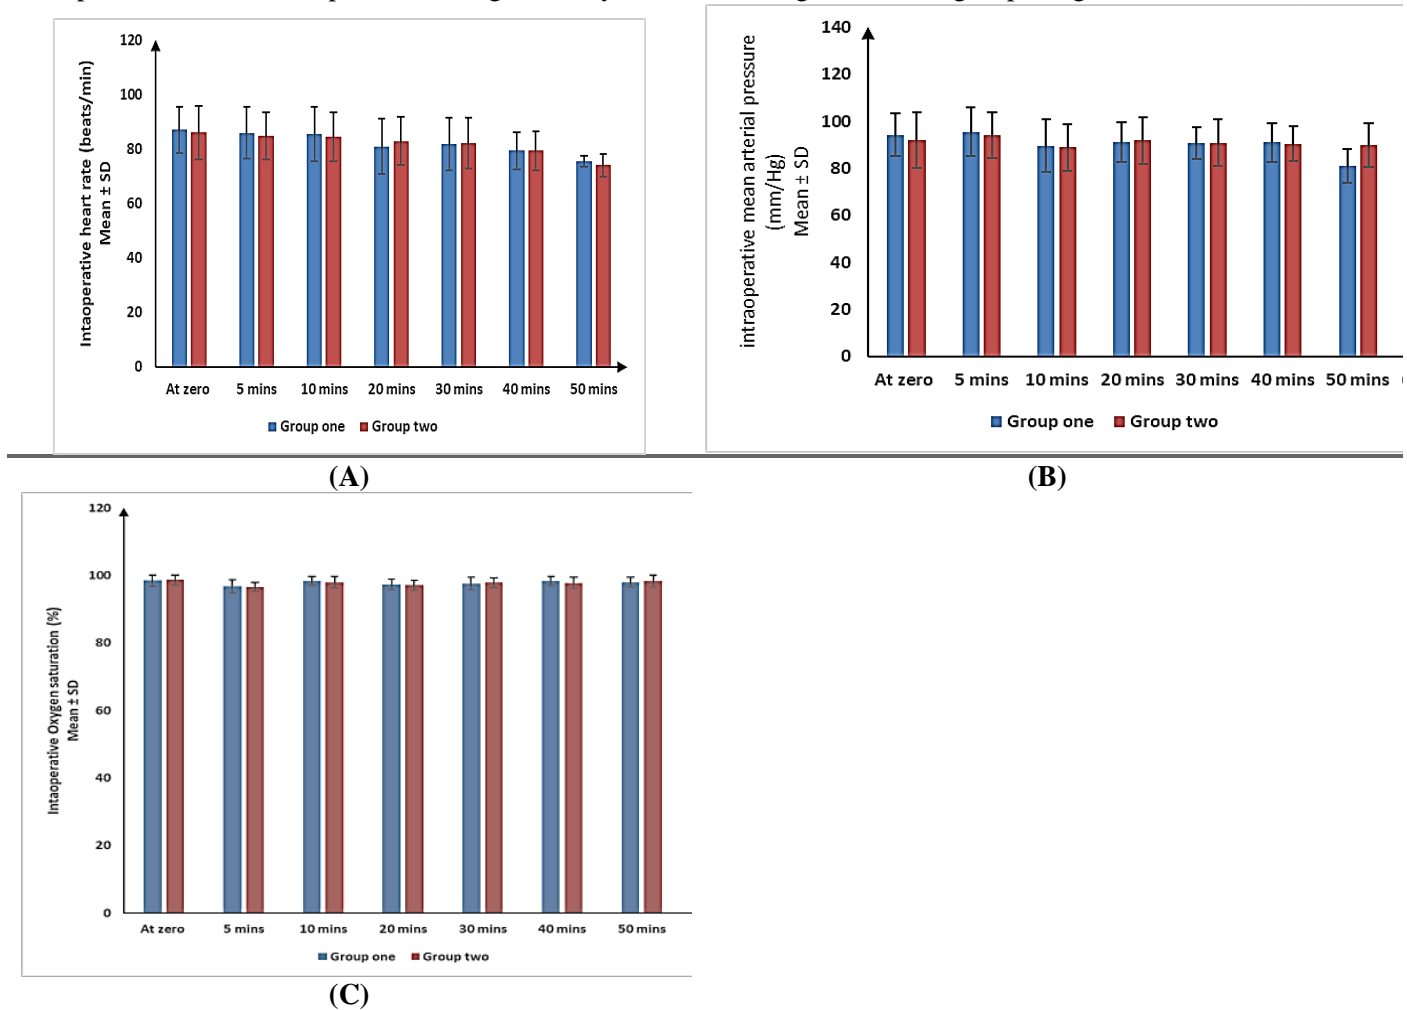 120
100
80
60
40
20
0
Intaoperative heart rate (beats/min)
Mean ± SD
At zero 5 mins 10 mins 20 mins 30 mins 40 mins 50 mins
Group one Group two
(A)
140
120
100
80
60
40
20
0
intraoperative mean arterial pressure
(mm/Hg)
Mean ± SD
At zero 5 mins 10 mins 20 mins 30 mins 40 mins 50 mins
Group one Group two
(B)
120
100
80
60
40
20
0
Intaoperative Oxygen saturation (%)
Mean ± SD
At zero 5 mins 10 mins 20 mins 30 mins 40 mins 50 mins
Group one Group two
(C)